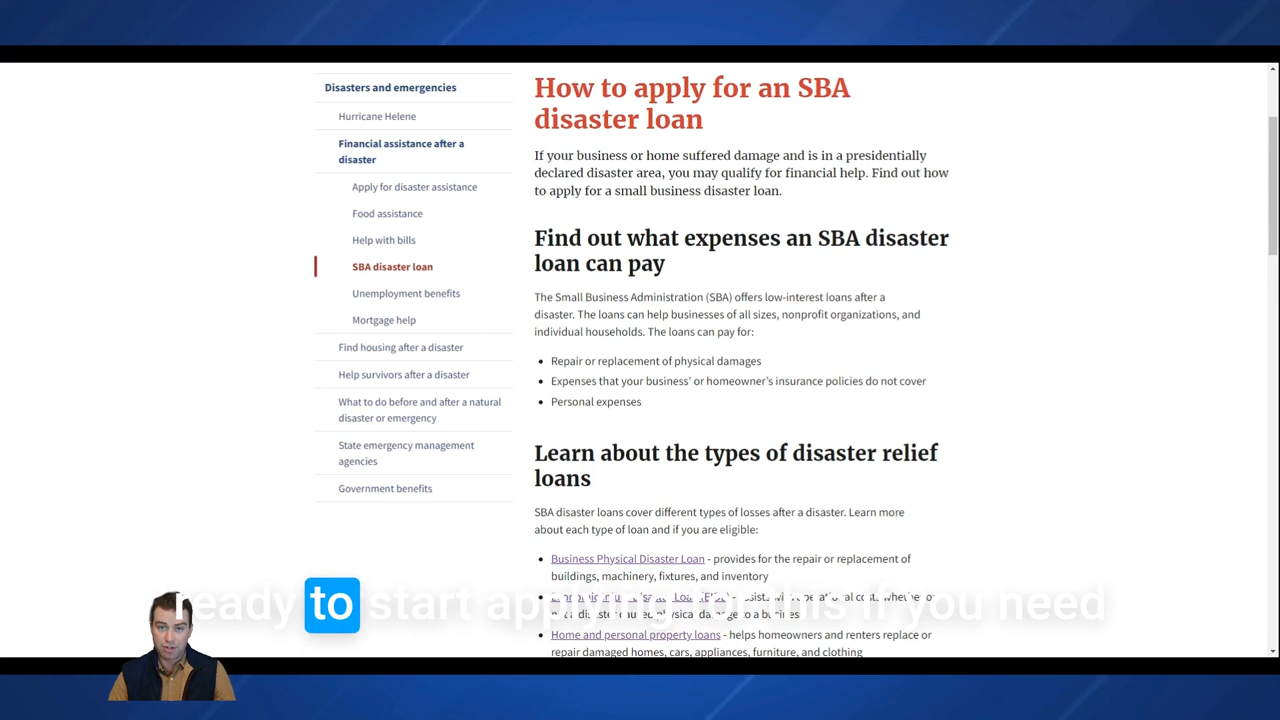 Disasters and emergencies
Hurricane Helene
Financial assistance after a
disaster
Apply for disaster assistance
Food assistance
Help with bills
SBA disaster loan
Unemployment benefits
Mortgage help
Find housing after a disaster
Help survivors after a disaster
What to do before and after a natural
disaster or emergency
State emergency management
agencies
Government benefits
How to apply for an SBA
disaster loan
If your business or home suffered damage and is in a presidentially
declared disaster area, you may qualify for financial help. Find out how
to apply for a small business disaster loan.
Find out what expenses an SBA disaster
loan can pay
The Small Business Administration (SBA) offers low-interest loans after a
disaster. The loans can help businesses of all sizes, nonprofit organizations, and
individual households. The loans can pay for:
• Repair or replacement of physical damages
• Expenses that your business’ or homeowner’s insurance policies do not cover
• Personal expenses
Learn about the types of disaster relief
loans
SBA disaster loans cover different types of losses after a disaster. Learn more
about each type of loan and if you are eligible:
• Business Physical Disaster Loan - provides for the repair or replacement of
buildings, machinery, fixtures, and inventory
physical damage to a
• Home and personal property loans - helps homeowners and renters replace or
repair damaged homes, cars, appliances, furniture, and clothing
ready to start applying for this if you need